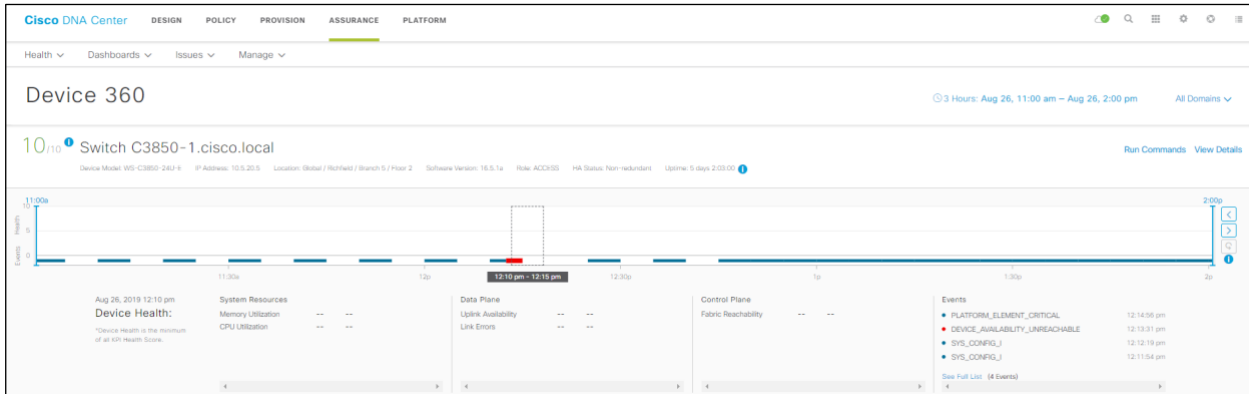 Cisco DNA Center DESIGN POLICY PROVISION ASSURANCE PLATFORM
Health Dashboards Issues Manage
Device 360
3 Hours: Aug 26, 11:00 am – Aug 26, 2:00 pm All Domains
10/10 Switch C3850-1.cisco.local
Run Commands View Details
Device Model: WS-C3850-24U-E IP Address: 10.5.20.5 Location: Global / Richfield / Branch 5 / Floor 2 Software Version: 16.5.1a Role: ACCESS HA Status: Non-redundant Uptime: 5 days 2:03:00
11:00a 2:00p
10
5
0
Health
Events
11:30a 12p 12:10 pm - 12:15 pm 12:30p 1p 1:30p 2p
Aug 26, 2019 12:10 pm
Device Health:
*Device Health is the minimum
of all KPI Health Score.
System Resources
Memory Utilization -- --
CPU Utilization -- --
Data Plane
Uplink Availability -- --
Link Errors -- --
Control Plane
Fabric Reachability -- --
Events
PLATFORM_ELEMENT_CRITICAL 12:14:56 pm
DEVICE_AVAILABILITY_UNREACHABLE 12:13:31 pm
SYS_CONFIG_I 12:12:19 pm
SYS_CONFIG_I 12:11:54 pm
See Full List (4 Events)